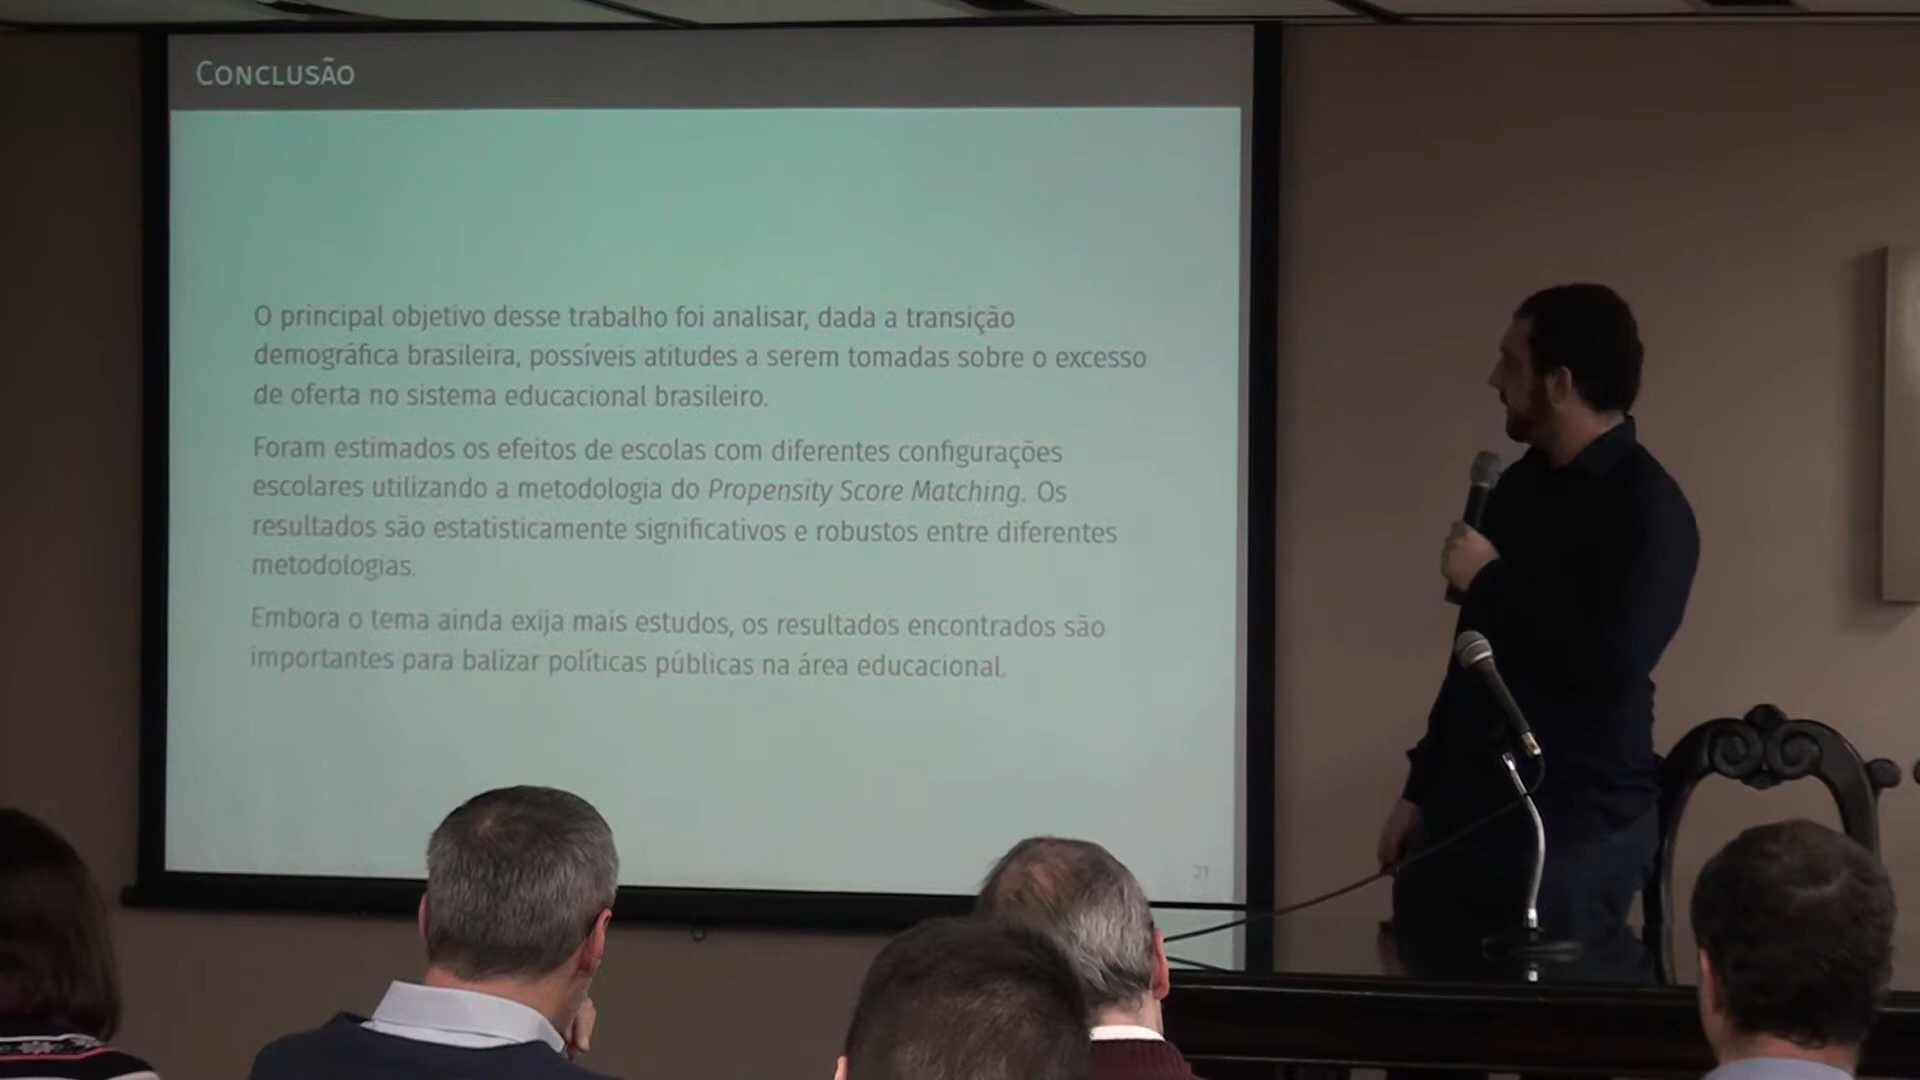 Conclusão
O principal objetivo desse trabalho foi analisar, dada a transição
demográfica brasileira, possíveis atitudes a serem tomadas sobre o excesso
de oferta no sistema educacional brasileiro.
Foram estimados os efeitos de escolas com diferentes configurações
escolares utilizando a metodologia do Propensity Score Matching. Os
resultados são estatisticamente significativos e robustos entre diferentes
metodologias.
Embora o tema ainda exija mais estudos, os resultados encontrados são
importantes para balizar políticas públicas na área educacional.